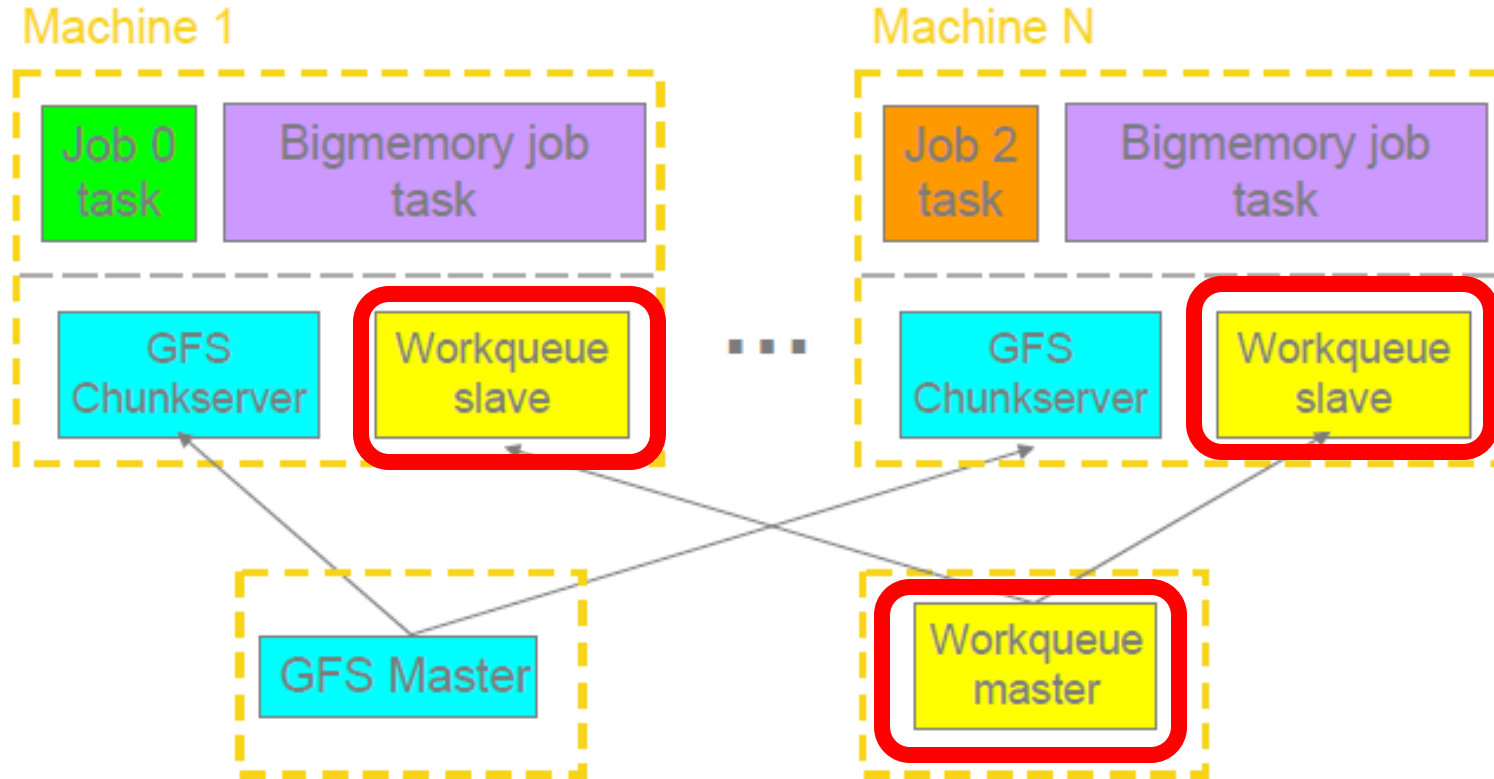 Machine 1
Machine N
Job 0
task
Bigmemory job
task
Job 2
task
Bigmemory job
task
GFS
Chunkserver
Workqueue
slave
...
GFS
Chunkserver
Workqueue
slave
GFS Master
Workqueue
master